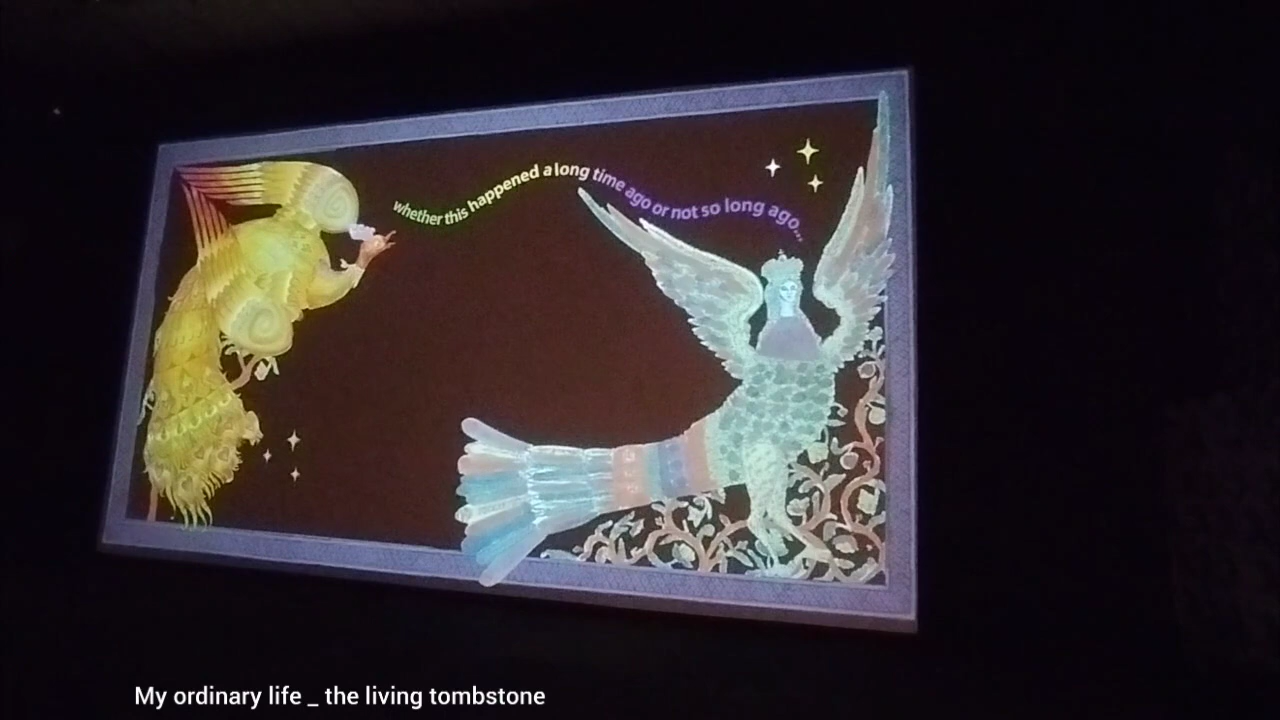 whether this happened a long time ago or not so long ago...
My ordinary life _ the living tombstone